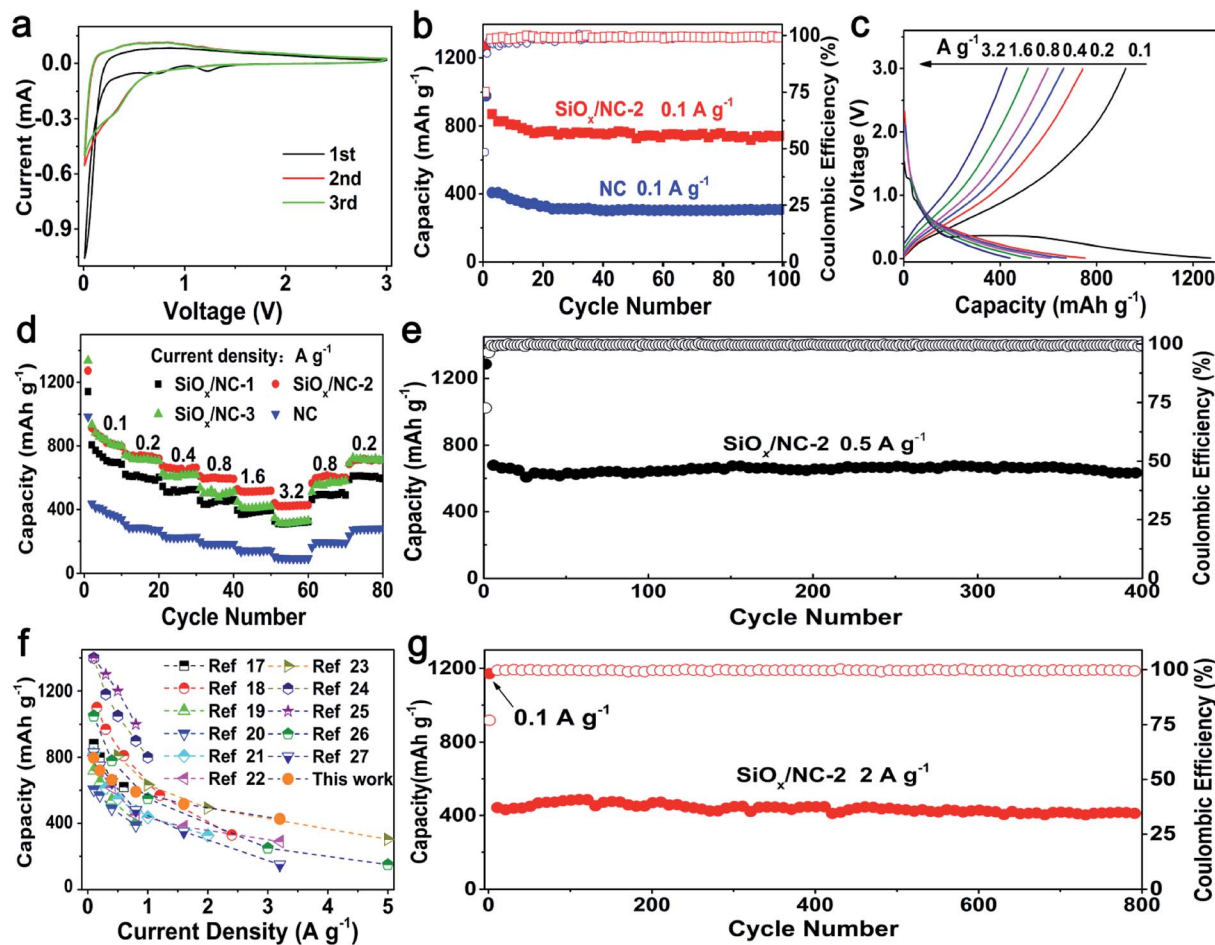 a
Current (mA)
0.0
-0.3
-0.6
-0.9
1st
2nd
3rd
0 1 2 3
Voltage (V)
b
Capacity (mAh g⁻¹)
1200
800
400
0
SiOₓ/NC-2 0.1 A g⁻¹
NC 0.1 A g⁻¹
100
75
50
25
0
Coulombic Efficiency (%)
0 20 40 60 80 100
Cycle Number
c
Voltage (V)
3.0
2.0
1.0
0.0
A g⁻¹
3.2 1.6 0.8 0.4 0.2 0.1
0 400 800 1200
Capacity (mAh g⁻¹)
d
Capacity (mAh g⁻¹)
1200
800
400
0
Current density: A g⁻¹
SiOₓ/NC-1 SiOₓ/NC-2
SiOₓ/NC-3 NC
0.1
0.2
0.4
0.8
1.6
3.2
0.8
0.2
0 20 40 60 80
Cycle Number
e
Capacity (mAh g⁻¹)
1200
800
400
0
SiOₓ/NC-2 0.5 A g⁻¹
100
75
50
25
0
Coulombic Efficiency (%)
0 100 200 300 400
Cycle Number
f
Capacity (mAh g⁻¹)
1200
800
400
0
Ref 17 Ref 23
Ref 18 Ref 24
Ref 19 Ref 25
Ref 20 Ref 26
Ref 21 Ref 27
Ref 22 This work
0 1 2 3 4 5
Current Density (A g⁻¹)
g
Capacity(mAh g⁻¹)
1200
800
400
0
0.1 A g⁻¹
SiOₓ/NC-2 2 A g⁻¹
100
75
50
25
0
Coulombic Efficiency (%)
0 200 400 600 800
Cycle Number